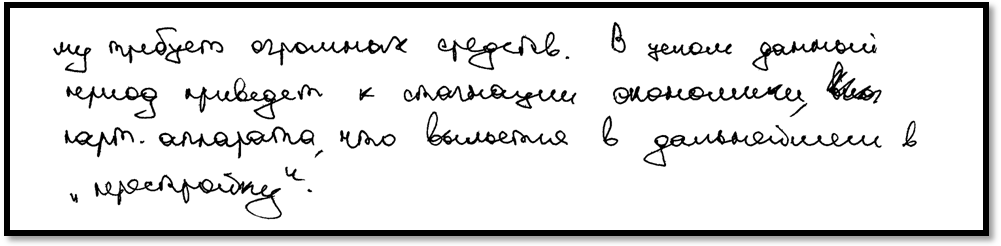 му требует огромных средств. В целом данный
период приведет к стагнации экономики,
парт. аппарата, что выльется в дальнейшем в
„перестройку“.